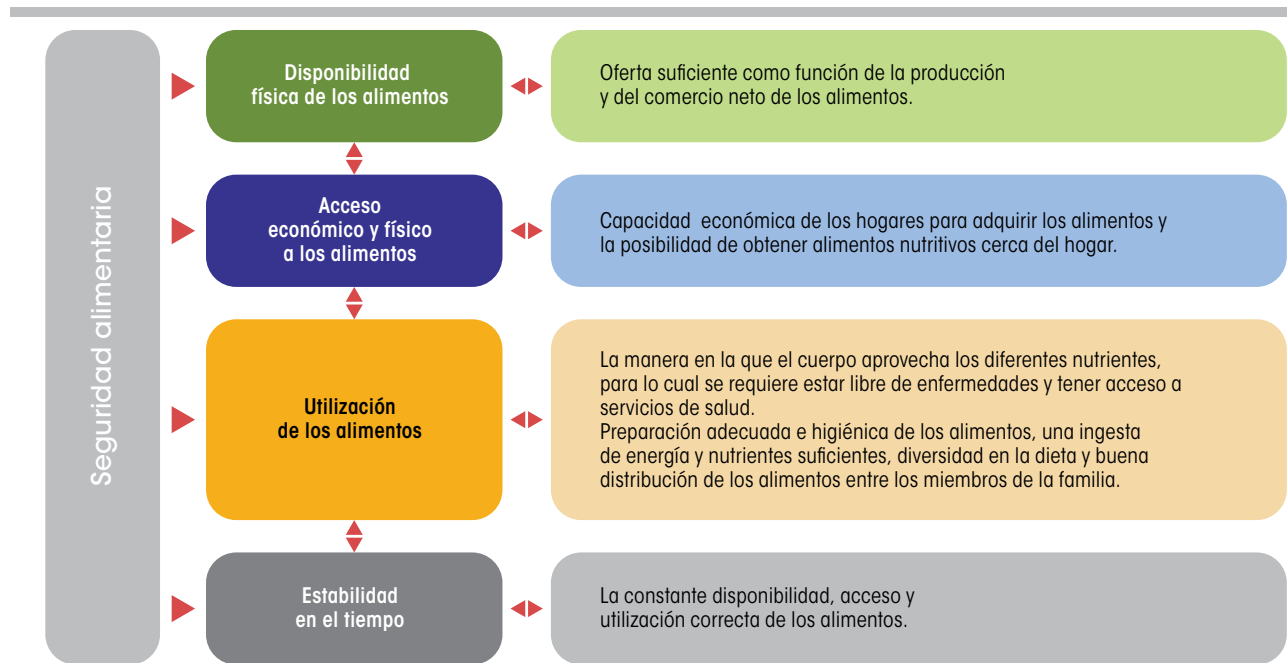 Seguridad alimentaria
Disponibilidad
física de los alimentos
Oferta suficiente como función de la producción
y del comercio neto de los alimentos.
Acceso
económico y físico
a los alimentos
Capacidad económica de los hogares para adquirir los alimentos y
la posibilidad de obtener alimentos nutritivos cerca del hogar.
Utilización
de los alimentos
La manera en la que el cuerpo aprovecha los diferentes nutrientes,
para lo cual se requiere estar libre de enfermedades y tener acceso a
servicios de salud.
Preparación adecuada e higiénica de los alimentos, una ingesta
de energía y nutrientes suficientes, diversidad en la dieta y buena
distribución de los alimentos entre los miembros de la familia.
Estabilidad
en el tiempo
La constante disponibilidad, acceso y
utilización correcta de los alimentos.